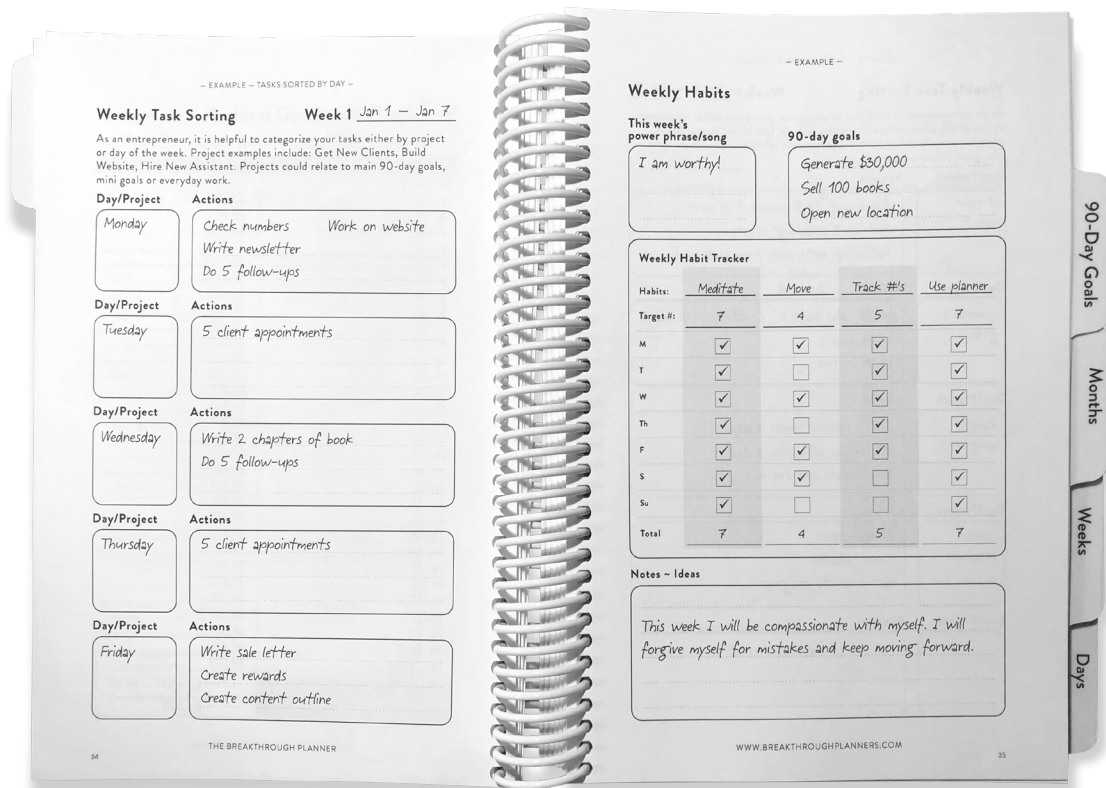 – EXAMPLE – TASKS SORTED BY DAY –
Weekly Task Sorting Week 1 Jan 1 – Jan 7
As an entrepreneur, it is helpful to categorize your tasks either by project
or day of the week. Project examples include: Get New Clients, Build
Website, Hire New Assistant. Projects could relate to main 90-day goals,
mini goals or everyday work.
Day/Project Actions
Monday Check numbers Work on website
Write newsletter
Do 5 follow-ups
Day/Project Actions
Tuesday 5 client appointments
Day/Project Actions
Wednesday Write 2 chapters of book
Do 5 follow-ups
Day/Project Actions
Thursday 5 client appointments
Day/Project Actions
Friday Write sale letter
Create rewards
Create content outline
THE BREAKTHROUGH PLANNER
34
– EXAMPLE –
Weekly Habits
This week's
power phrase/song 90-day goals
I am worthy! Generate $30,000
Sell 100 books
Open new location
Weekly Habit Tracker
Habits: Meditate Move Track #'s Use planner
Target #: 7 4 5 7
M ✓ ✓ ✓ ✓
T ✓ ✓ ✓
W ✓ ✓ ✓ ✓
Th ✓ ✓ ✓
F ✓ ✓ ✓ ✓
S ✓ ✓ ✓
Su ✓ ✓
Total 7 4 5 7
Notes ~ Ideas
This week I will be compassionate with myself. I will
forgive myself for mistakes and keep moving forward.
WWW.BREAKTHROUGHPLANNERS.COM
35
90-Day Goals
Months
Weeks
Days